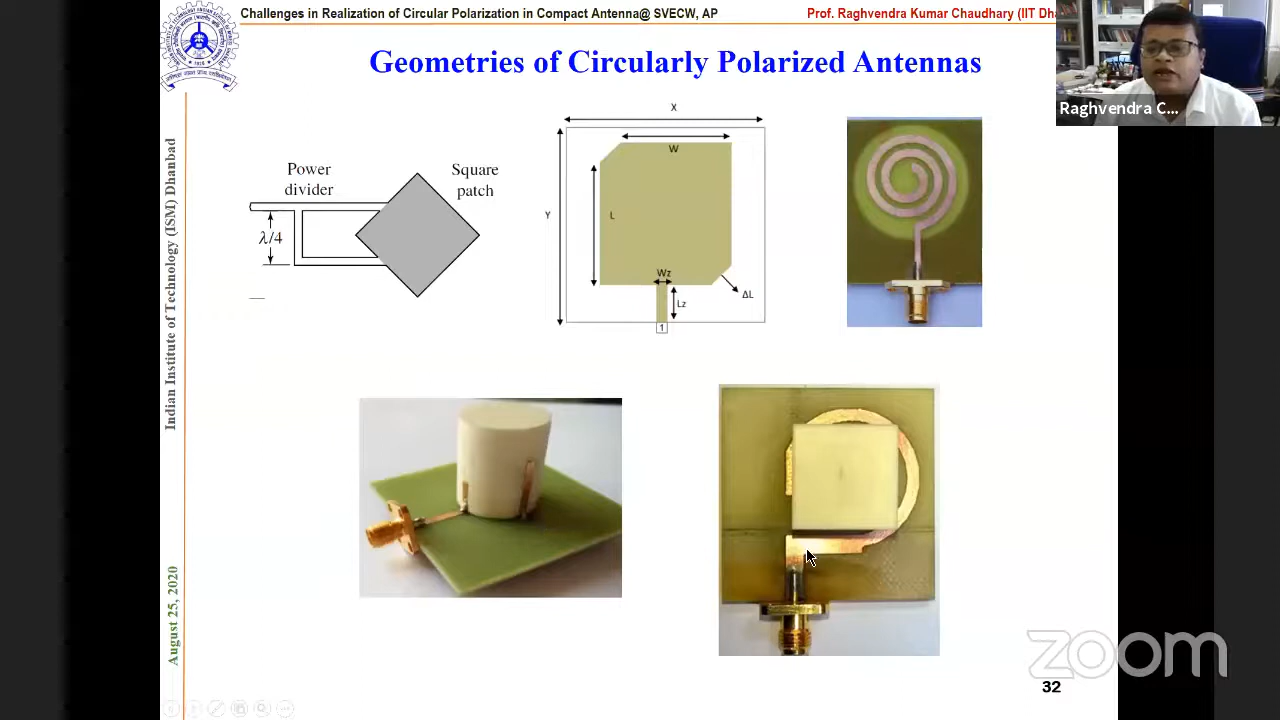 Challenges in Realization of Circular Polarization in Compact Antenna@ SVECW, AP
Prof. Raghvendra Kumar Chaudhary (IIT Dh
Raghvendra C...
Geometries of Circularly Polarized Antennas
Indian Institute of Technology (ISM) Dhanbad
August 25, 2020
Power
divider
Square
patch
λ/4
X
W
Y
L
Wz
Lz
ΔL
1
zoom
32